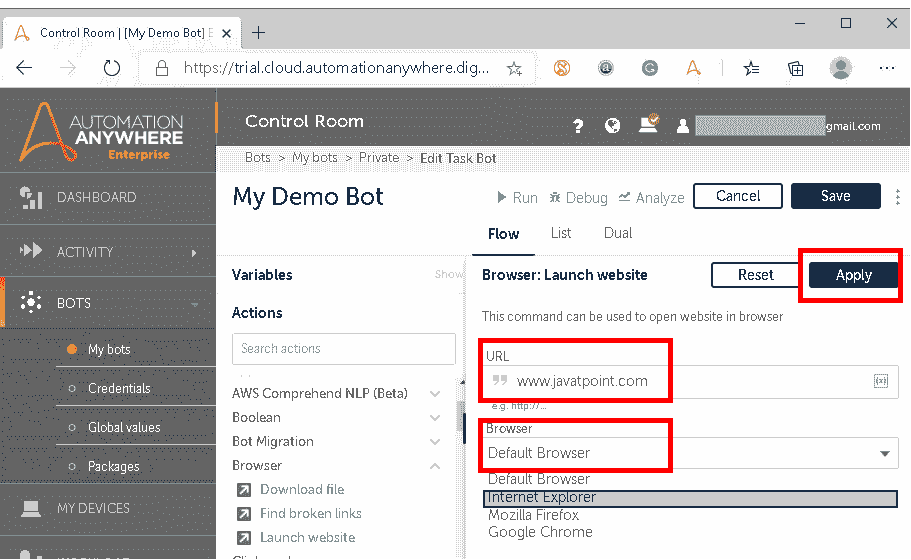 Control Room | [My Demo Bot] E
https://trial.cloud.automationanywhere.dig...
AUTOMATION
ANYWHERE
Enterprise
Control Room
gmail.com
Bots > My bots > Private > Edit Task Bot
My Demo Bot
Run
Debug
Analyze
Cancel
Save
Flow
List
Dual
DASHBOARD
ACTIVITY
BOTS
My bots
Credentials
Global values
Packages
MY DEVICES
Variables
Show
Actions
Search actions
AWS Comprehend NLP (Beta)
Boolean
Bot Migration
Browser
Download file
Find broken links
Launch website
Browser: Launch website
Reset
Apply
This command can be used to open website in browser
URL
www.javatpoint.com
e.g. http://...
Browser
Default Browser
Default Browser
Internet Explorer
Mozilla Firefox
Google Chrome